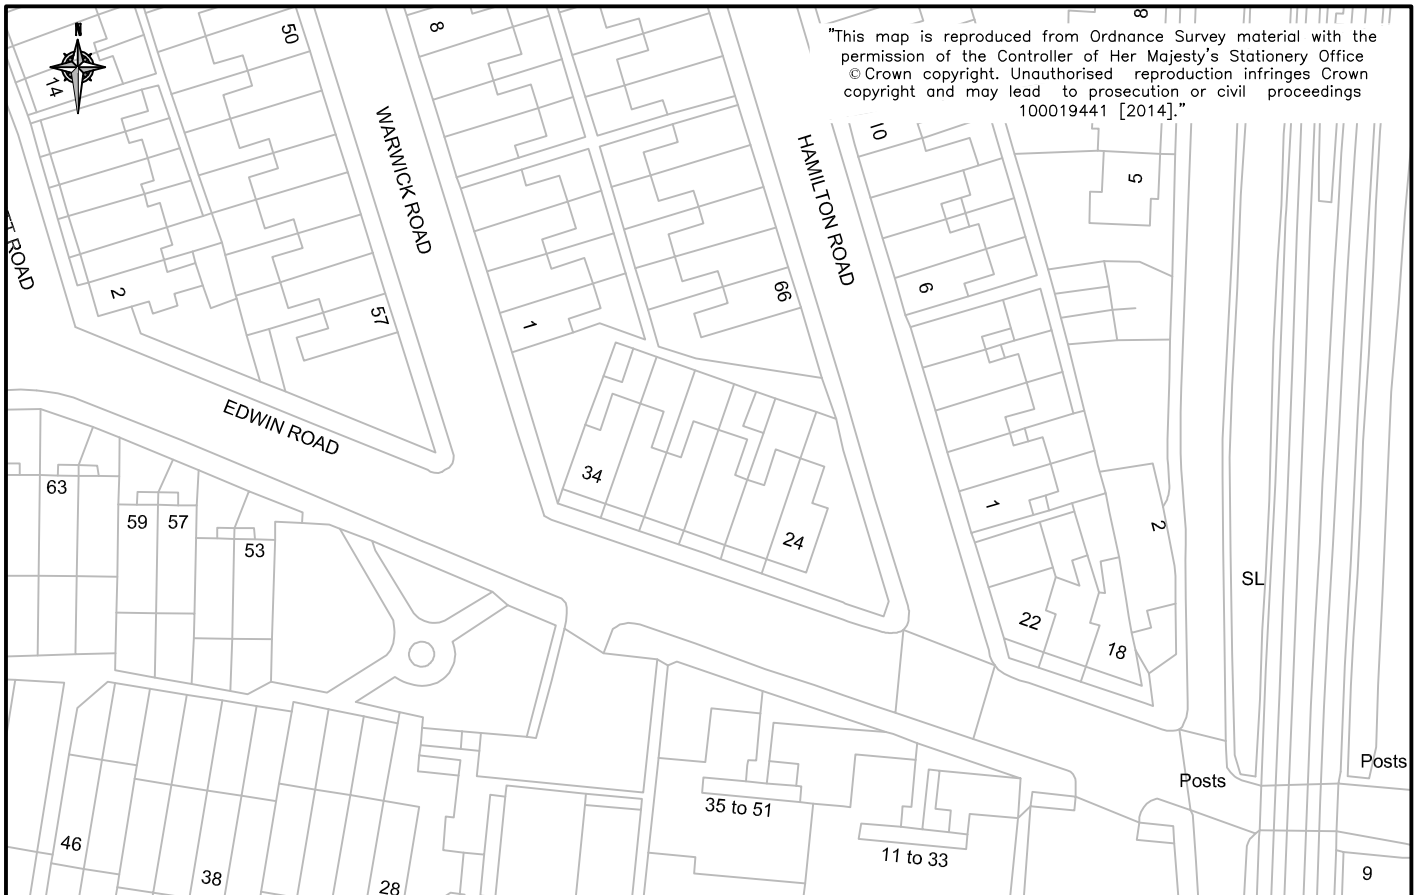 N
14
50
8
8
"This map is reproduced from Ordnance Survey material with the
permission of the Controller of Her Majesty's Stationery Office
© Crown copyright. Unauthorised reproduction infringes Crown
copyright and may lead to prosecution or civil proceedings
100019441 [2014]."
WARWICK ROAD
HAMILTON ROAD
10
5
ROAD
2
57
1
66
6
EDWIN ROAD
34
24
1
2
63
59
57
53
SL
22
18
Posts
Posts
35 to 51
11 to 33
46
38
28
9